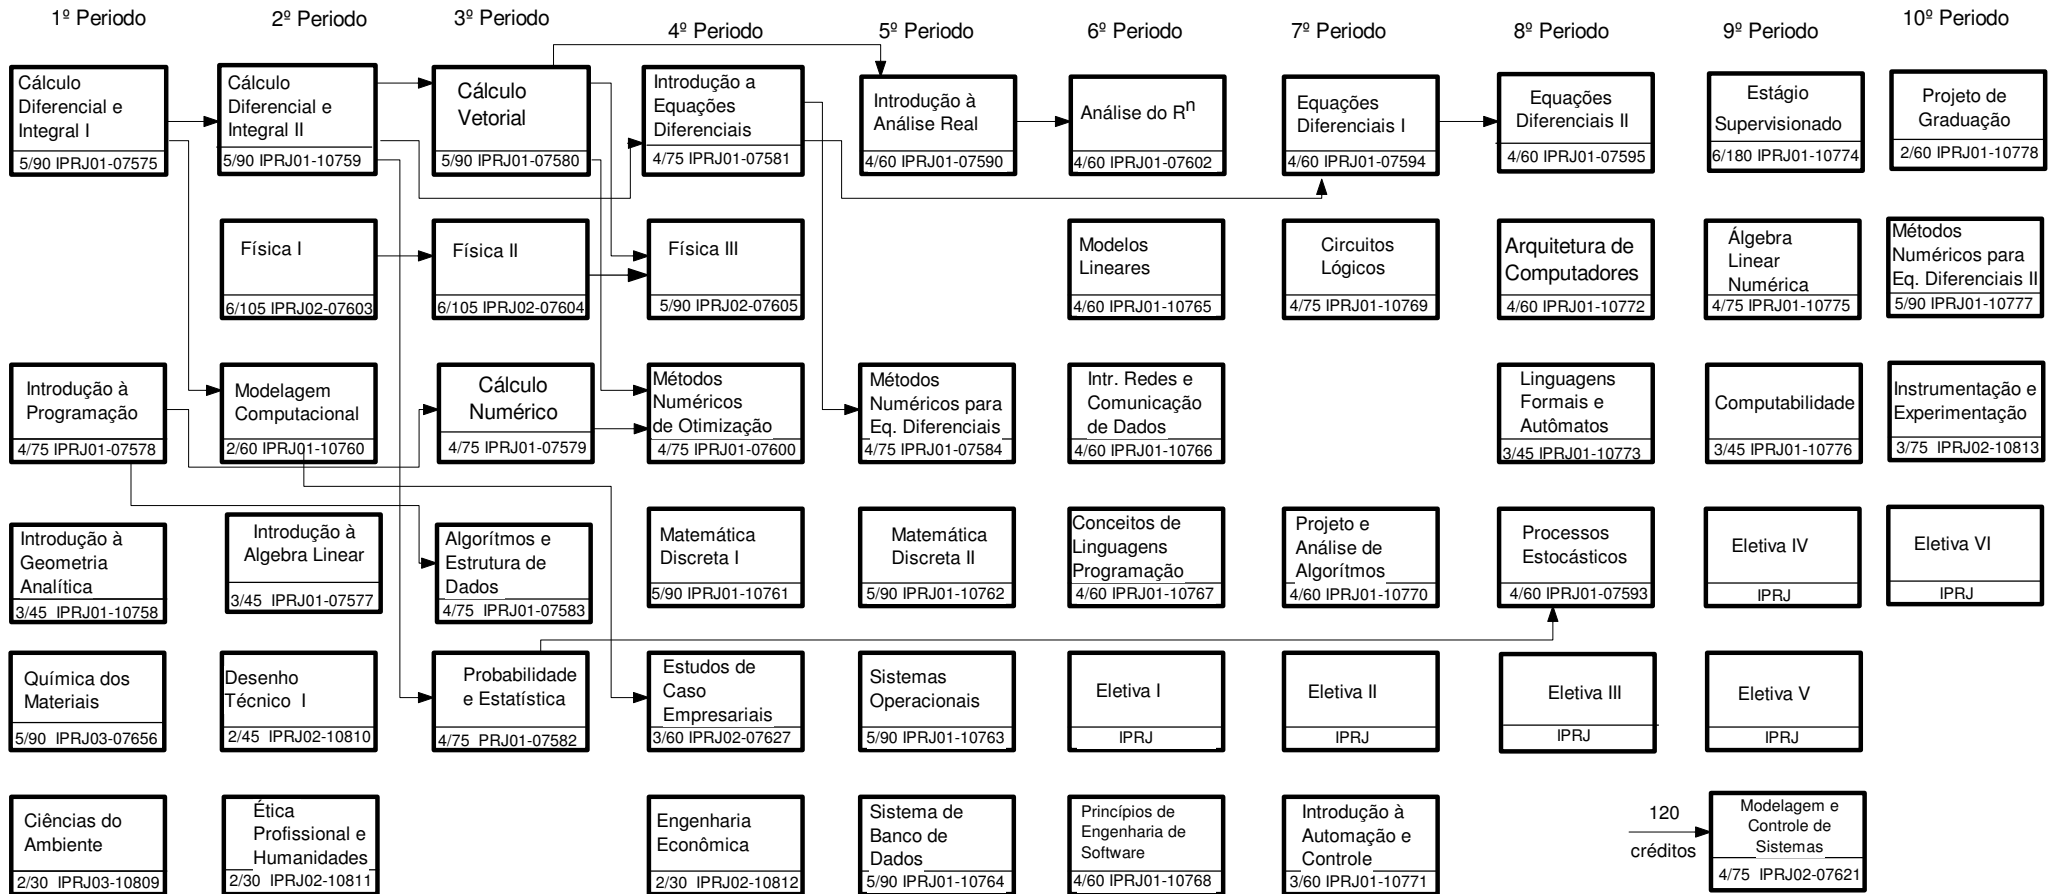 1º Periodo
2º Periodo
3º Periodo
4º Periodo
5º Periodo
6º Periodo
7º Periodo
8º Periodo
9º Periodo
10º Periodo
Cálculo
Diferencial e
Integral I
5/90 IPRJ01-07575
Cálculo
Diferencial e
Integral II
5/90 IPRJ01-10759
Cálculo
Vetorial
5/90 IPRJ01-07580
Introdução a
Equações
Diferenciais
4/75 IPRJ01-07581
Introdução à
Análise Real
4/60 IPRJ01-07590
Análise do Rⁿ
4/60 IPRJ01-07602
Equações
Diferenciais I
4/60 IPRJ01-07594
Equações
Diferenciais II
4/60 IPRJ01-07595
Estágio
Supervisionado
6/180 IPRJ01-10774
Projeto de
Graduação
2/60 IPRJ01-10778
Física I
6/105 IPRJ02-07603
Física II
6/105 IPRJ02-07604
Física III
5/90 IPRJ02-07605
Modelos
Lineares
4/60 IPRJ01-10765
Circuitos
Lógicos
4/75 IPRJ01-10769
Arquitetura de
Computadores
4/60 IPRJ01-10772
Álgebra
Linear
Numérica
4/75 IPRJ01-10775
Métodos
Numéricos para
Eq. Diferenciais II
5/90 IPRJ01-10777
Introdução à
Programação
4/75 IPRJ01-07578
Modelagem
Computacional
2/60 IPRJ01-10760
Cálculo
Numérico
4/75 IPRJ01-07579
Métodos
Numéricos
de Otimização
4/75 IPRJ01-07600
Métodos
Numéricos para
Eq. Diferenciais
4/75 IPRJ01-07584
Intr. Redes e
Comunicação
de Dados
4/60 IPRJ01-10766
Linguagens
Formais e
Autômatos
3/45 IPRJ01-10773
Computabilidade
3/45 IPRJ01-10776
Instrumentação e
Experimentação
3/75 IPRJ02-10813
Introdução à
Geometria
Analítica
3/45 IPRJ01-10758
Introdução à
Algebra Linear
3/45 IPRJ01-07577
Algorítmos e
Estrutura de
Dados
4/75 IPRJ01-07583
Matemática
Discreta I
5/90 IPRJ01-10761
Matemática
Discreta II
5/90 IPRJ01-10762
Conceitos de
Linguagens
Programação
4/60 IPRJ01-10767
Projeto e
Análise de
Algorítmos
4/60 IPRJ01-10770
Processos
Estocásticos
4/60 IPRJ01-07593
Eletiva IV
IPRJ
Eletiva VI
IPRJ
Química dos
Materiais
5/90 IPRJ03-07656
Desenho
Técnico I
2/45 IPRJ02-10810
Probabilidade
e Estatística
4/75 PRJ01-07582
Estudos de
Caso
Empresariais
3/60 IPRJ02-07627
Sistemas
Operacionais
5/90 IPRJ01-10763
Eletiva I
IPRJ
Eletiva II
IPRJ
Eletiva III
IPRJ
Eletiva V
IPRJ
Ciências do
Ambiente
2/30 IPRJ03-10809
Ética
Profissional e
Humanidades
2/30 IPRJ02-10811
Engenharia
Econômica
2/30 IPRJ02-10812
Sistema de
Banco de
Dados
5/90 IPRJ01-10764
Princípios de
Engenharia de
Software
4/60 IPRJ01-10768
Introdução à
Automação e
Controle
3/60 IPRJ01-10771
120
créditos
Modelagem e
Controle de
Sistemas
4/75 IPRJ02-07621